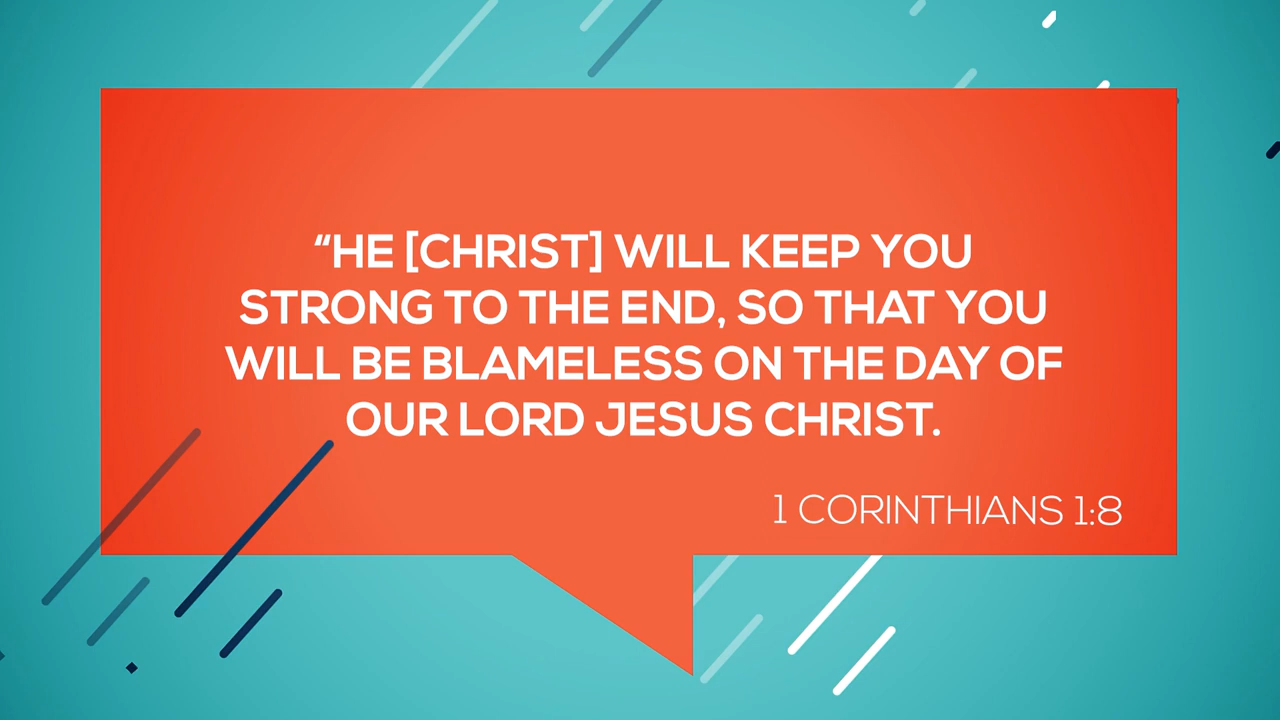 “HE [CHRIST] WILL KEEP YOU
STRONG TO THE END, SO THAT YOU
WILL BE BLAMELESS ON THE DAY OF
OUR LORD JESUS CHRIST.
1 CORINTHIANS 1:8